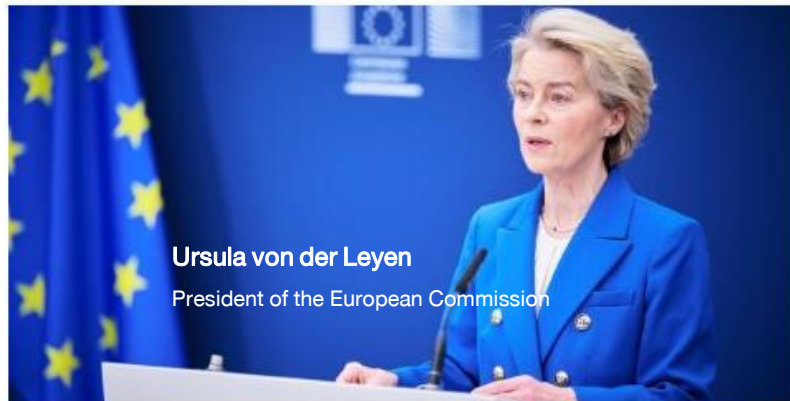 Ursula von der Leyen
President of the European Commission